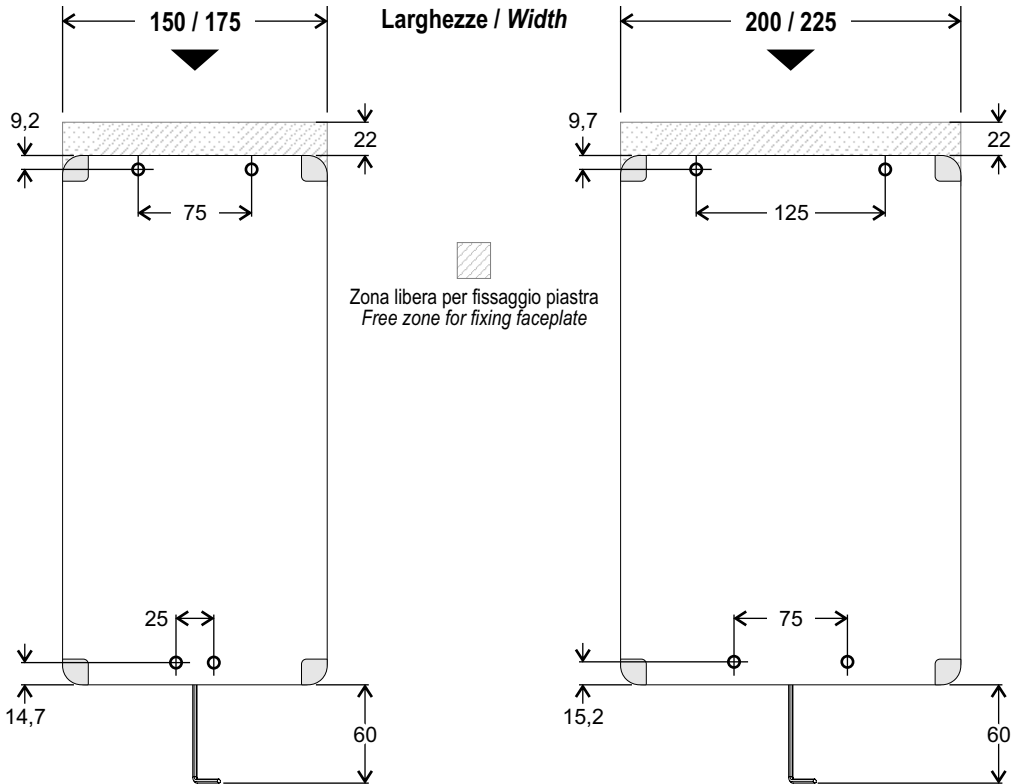 150 / 175
Larghezze / Width
200 / 225
9,2
22
9,7
22
75
125
Zona libera per fissaggio piastra
Free zone for fixing faceplate
25
75
14,7
60
15,2
60